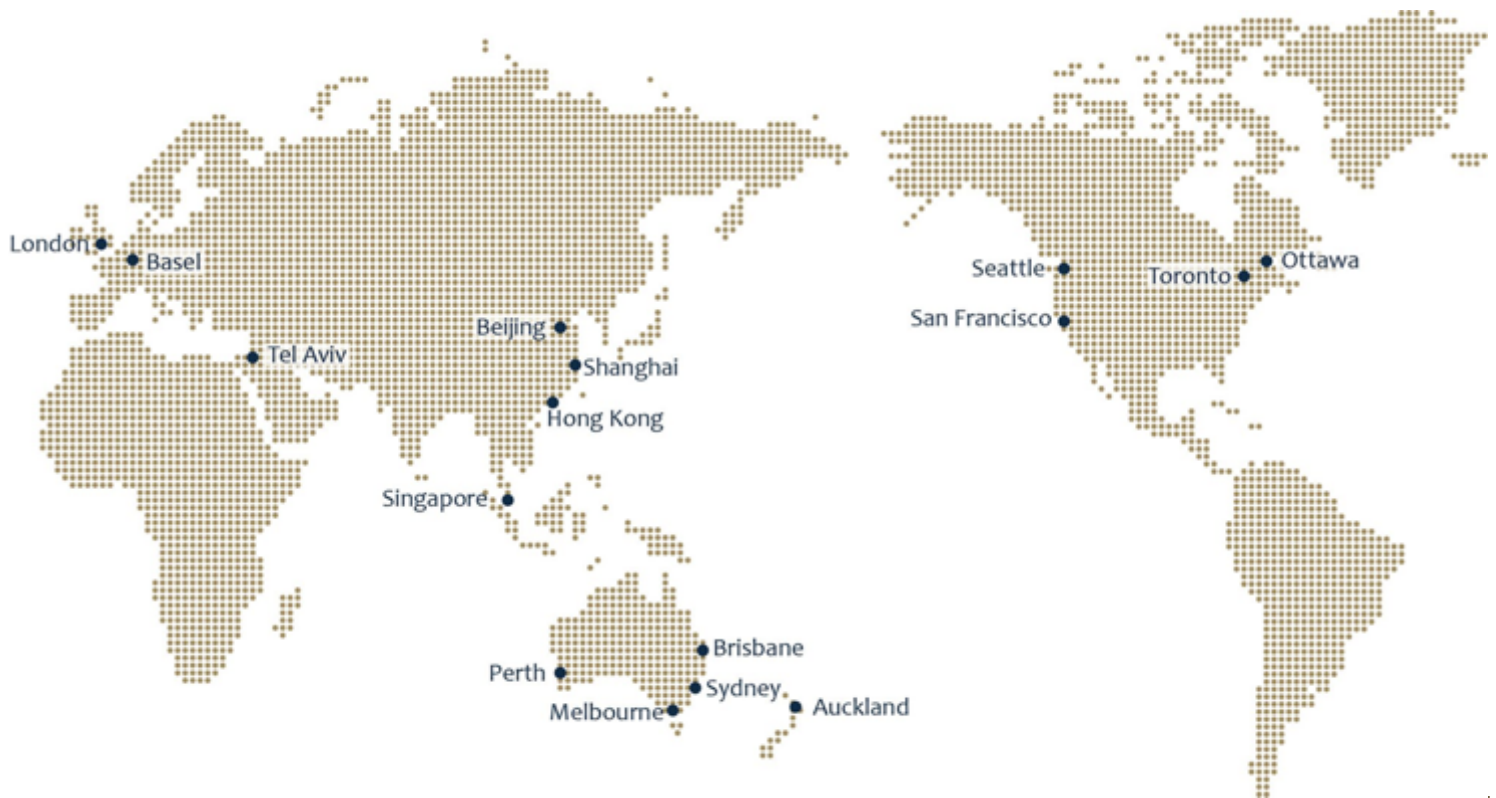 London
Basel
Seattle
Ottawa
Toronto
San Francisco
Beijing
Tel Aviv
Shanghai
Hong Kong
Singapore
Brisbane
Perth
Sydney
Melbourne
Auckland